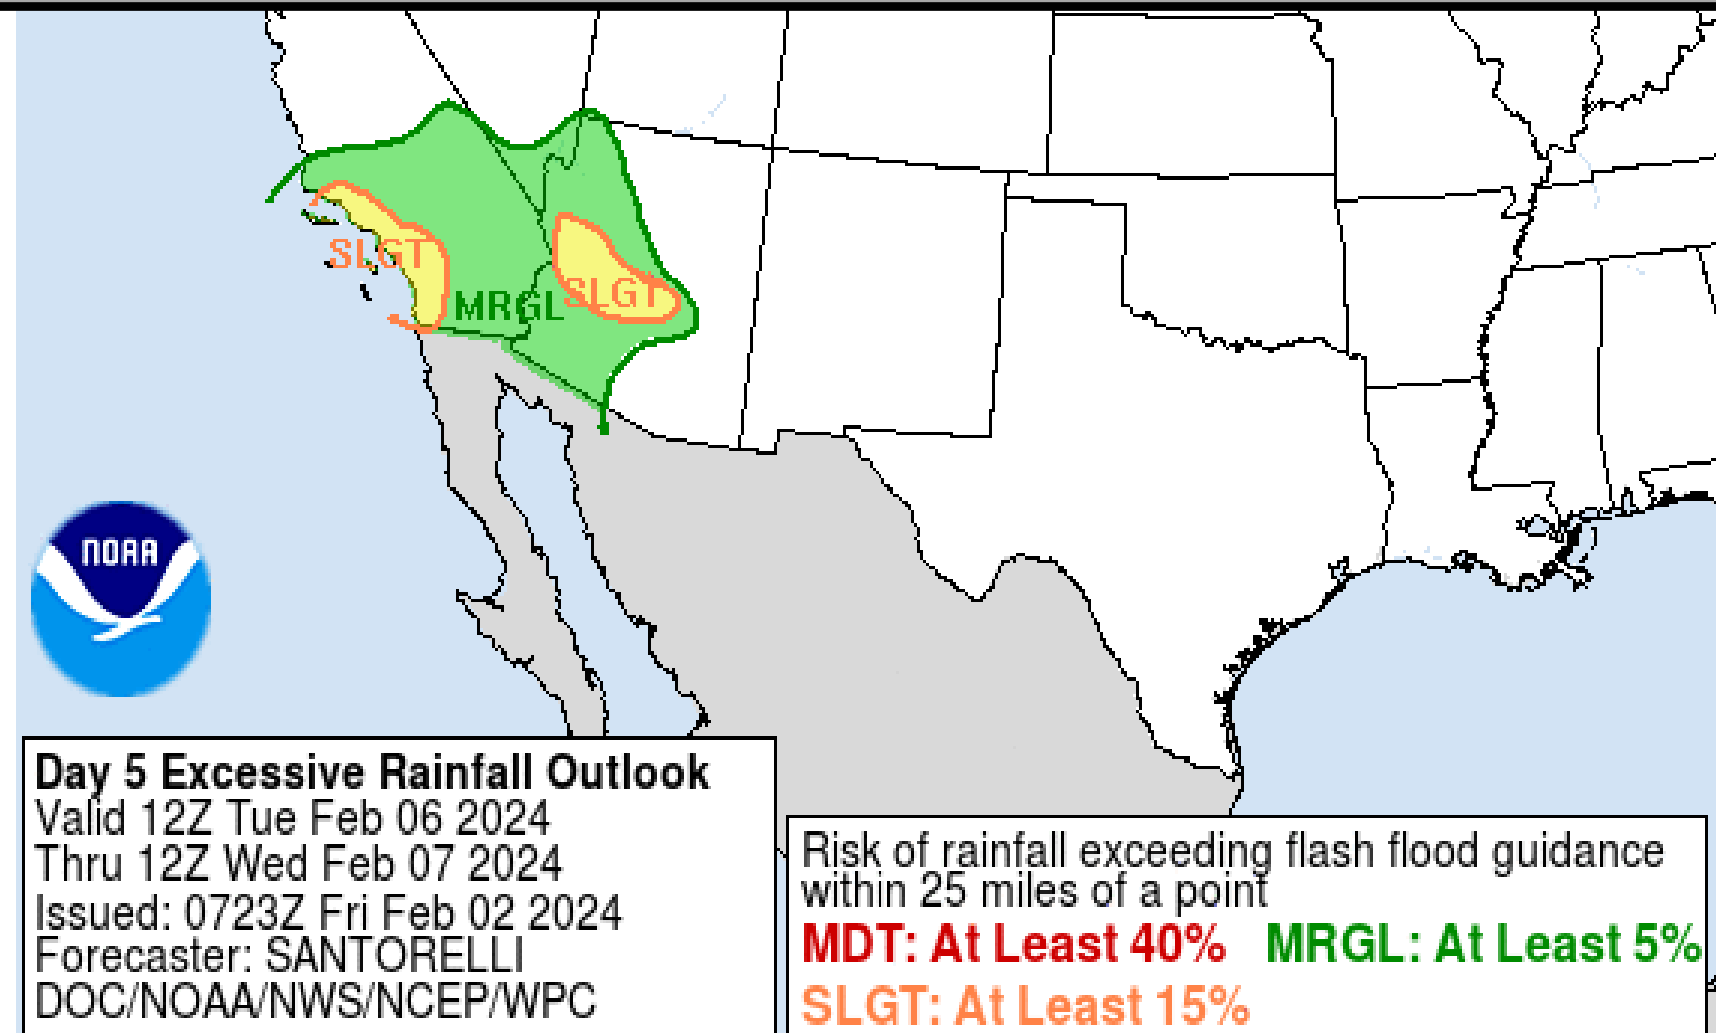 SLGT
MRGL
SLGT
NOAA
Day 5 Excessive Rainfall Outlook
Valid 12Z Tue Feb 06 2024
Thru 12Z Wed Feb 07 2024
Issued: 0723Z Fri Feb 02 2024
Forecaster: SANTORELLI
DOC/NOAA/NWS/NCEP/WPC
Risk of rainfall exceeding flash flood guidance
within 25 miles of a point
MDT: At Least 40% MRGL: At Least 5%
SLGT: At Least 15%